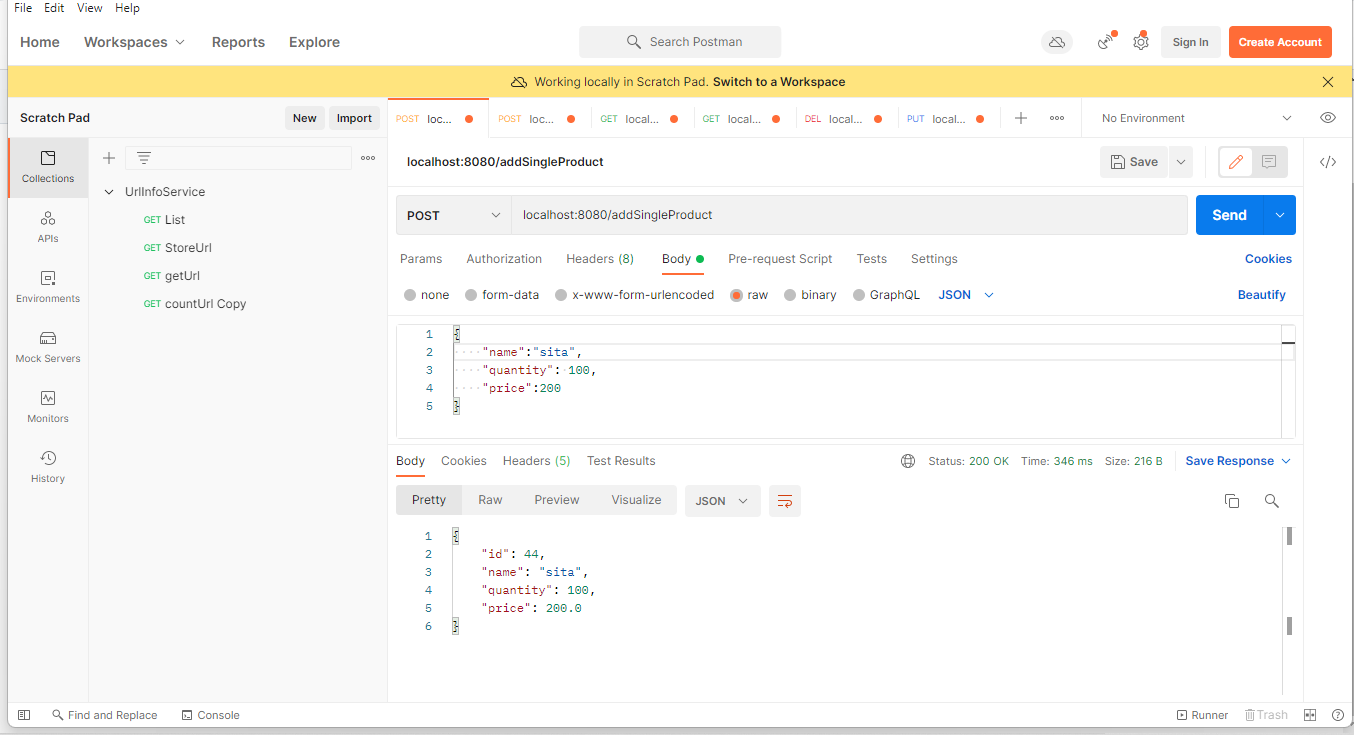 File Edit View Help
Home Workspaces Reports Explore Search Postman Sign In Create Account
Working locally in Scratch Pad. Switch to a Workspace
Scratch Pad New Import POST loc... POST loc... GET local... GET local... DEL local... PUT local... No Environment
Collections
APIs
Environments
Mock Servers
Monitors
History
UrlInfoService
GET List
GET StoreUrl
GET getUrl
GET countUrl Copy
localhost:8080/addSingleProduct Save
POST localhost:8080/addSingleProduct Send
Params Authorization Headers (8) Body Pre-request Script Tests Settings Cookies
none form-data x-www-form-urlencoded raw binary GraphQL JSON Beautify
1 {
2 "name":"sita",
3 "quantity": 100,
4 "price":200
5 }
Body Cookies Headers (5) Test Results Status: 200 OK Time: 346 ms Size: 216 B Save Response
Pretty Raw Preview Visualize JSON
1 {
2 "id": 44,
3 "name": "sita",
4 "quantity": 100,
5 "price": 200.0
6 }
Find and Replace Console Runner Trash